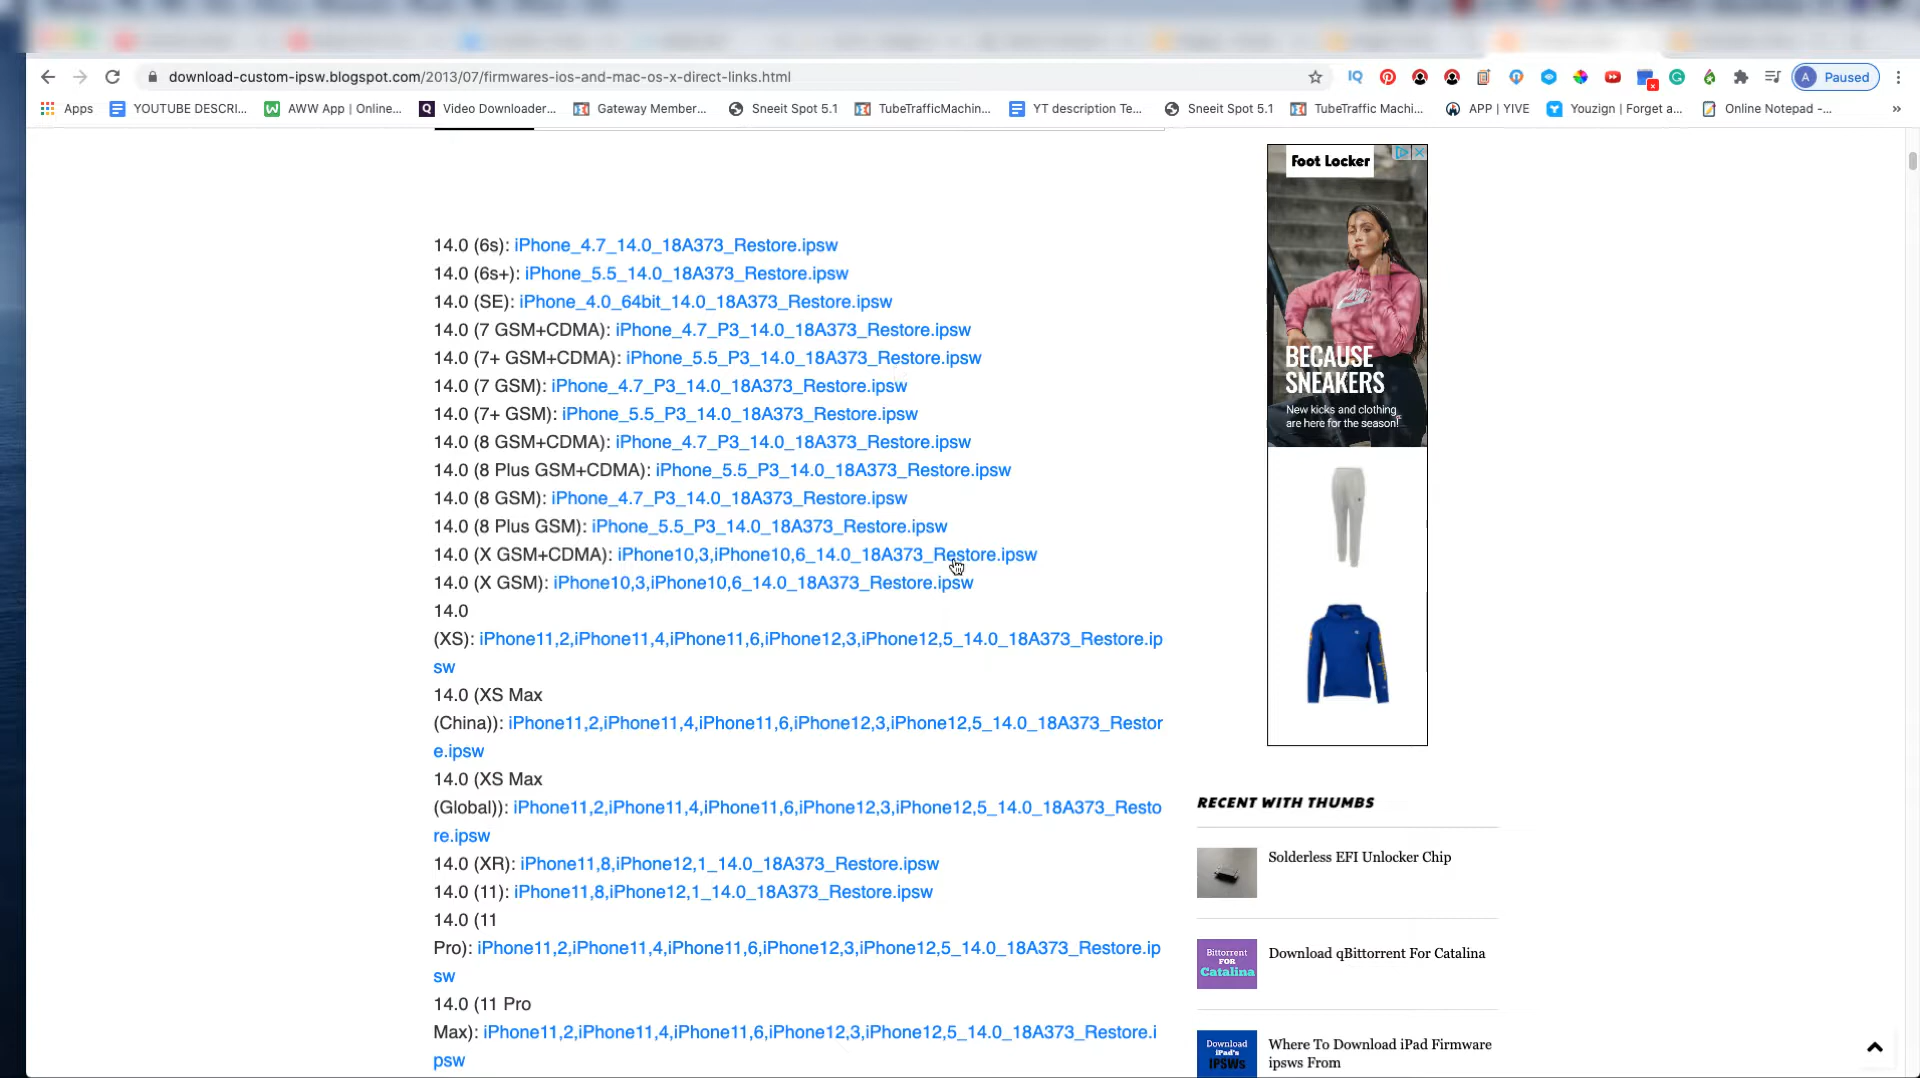 download-custom-ipsw.blogspot.com/2013/07/firmwares-ios-and-mac-os-x-direct-links.html
IQ
A Paused
Apps
YOUTUBE DESCRI...
AWW App | Online...
Video Downloader...
Gateway Member...
Sneeit Spot 5.1
TubeTrafficMachin...
YT description Te...
Sneeit Spot 5.1
TubeTraffic Machi...
APP | YIVE
Youzign | Forget a...
Online Notepad -...
»
14.0 (6s): iPhone_4.7_14.0_18A373_Restore.ipsw
14.0 (6s+): iPhone_5.5_14.0_18A373_Restore.ipsw
14.0 (SE): iPhone_4.0_64bit_14.0_18A373_Restore.ipsw
14.0 (7 GSM+CDMA): iPhone_4.7_P3_14.0_18A373_Restore.ipsw
14.0 (7+ GSM+CDMA): iPhone_5.5_P3_14.0_18A373_Restore.ipsw
14.0 (7 GSM): iPhone_4.7_P3_14.0_18A373_Restore.ipsw
14.0 (7+ GSM): iPhone_5.5_P3_14.0_18A373_Restore.ipsw
14.0 (8 GSM+CDMA): iPhone_4.7_P3_14.0_18A373_Restore.ipsw
14.0 (8 Plus GSM+CDMA): iPhone_5.5_P3_14.0_18A373_Restore.ipsw
14.0 (8 GSM): iPhone_4.7_P3_14.0_18A373_Restore.ipsw
14.0 (8 Plus GSM): iPhone_5.5_P3_14.0_18A373_Restore.ipsw
14.0 (X GSM+CDMA): iPhone10,3,iPhone10,6_14.0_18A373_Restore.ipsw
14.0 (X GSM): iPhone10,3,iPhone10,6_14.0_18A373_Restore.ipsw
14.0
(XS): iPhone11,2,iPhone11,4,iPhone11,6,iPhone12,3,iPhone12,5_14.0_18A373_Restore.ip
sw
14.0 (XS Max
(China)): iPhone11,2,iPhone11,4,iPhone11,6,iPhone12,3,iPhone12,5_14.0_18A373_Restor
e.ipsw
14.0 (XS Max
(Global)): iPhone11,2,iPhone11,4,iPhone11,6,iPhone12,3,iPhone12,5_14.0_18A373_Resto
re.ipsw
14.0 (XR): iPhone11,8,iPhone12,1_14.0_18A373_Restore.ipsw
14.0 (11): iPhone11,8,iPhone12,1_14.0_18A373_Restore.ipsw
14.0 (11
Pro): iPhone11,2,iPhone11,4,iPhone11,6,iPhone12,3,iPhone12,5_14.0_18A373_Restore.ip
sw
14.0 (11 Pro
Max): iPhone11,2,iPhone11,4,iPhone11,6,iPhone12,3,iPhone12,5_14.0_18A373_Restore.i
psw
Foot Locker
BECAUSE
SNEAKERS
New kicks and clothing
are here for the season!
RECENT WITH THUMBS
Solderless EFI Unlocker Chip
Bittorrent
FOR
Catalina
Download qBittorrent For Catalina
Download
iPad's
IPSWs
Where To Download iPad Firmware
ipsws From